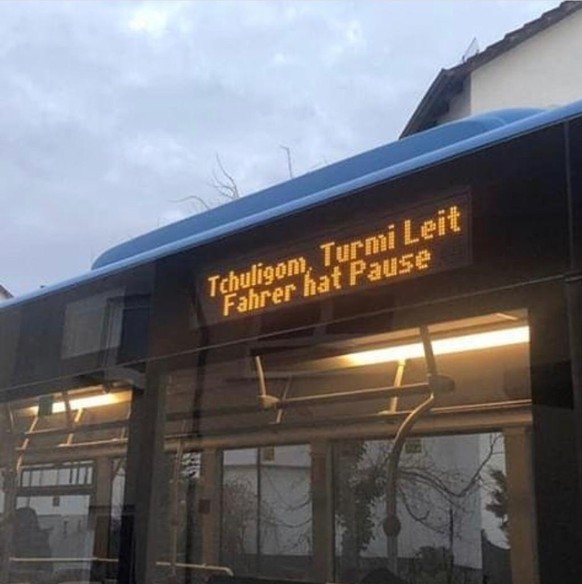 Tchuligom, Turmi Leit
Fahrer hat Pause